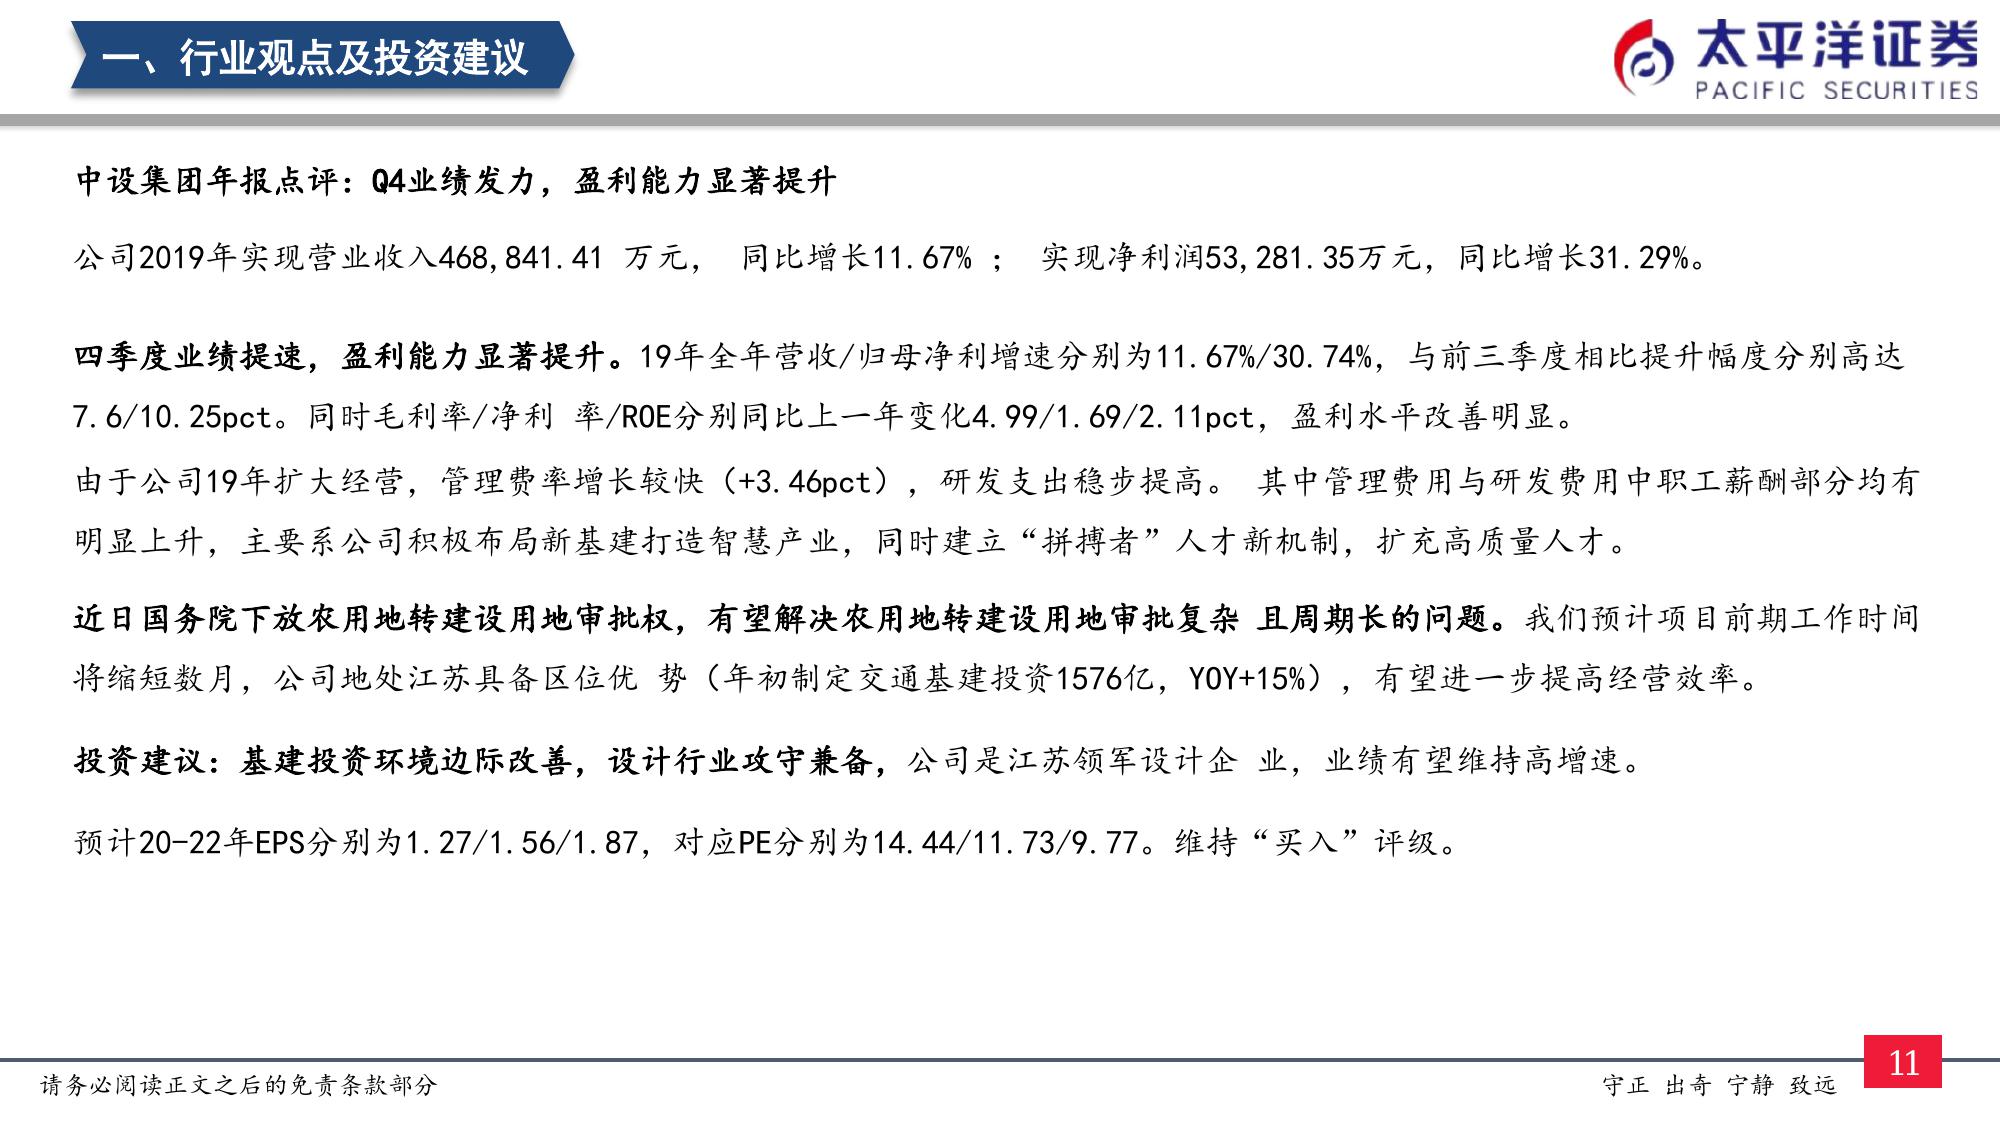 一、行业观点及投资建议
太平洋证券
PACIFIC SECURITIES
中设集团年报点评：Q4业绩发力，盈利能力显著提升
公司2019年实现营业收入468,841.41 万元， 同比增长11.67% ； 实现净利润53,281.35万元，同比增长31.29%。
四季度业绩提速，盈利能力显著提升。19年全年营收/归母净利增速分别为11.67%/30.74%，与前三季度相比提升幅度分别高达
7.6/10.25pct。同时毛利率/净利 率/ROE分别同比上一年变化4.99/1.69/2.11pct，盈利水平改善明显。
由于公司19年扩大经营，管理费率增长较快（+3.46pct），研发支出稳步提高。 其中管理费用与研发费用中职工薪酬部分均有
明显上升，主要系公司积极布局新基建打造智慧产业，同时建立“拼搏者”人才新机制，扩充高质量人才。
近日国务院下放农用地转建设用地审批权，有望解决农用地转建设用地审批复杂 且周期长的问题。我们预计项目前期工作时间
将缩短数月，公司地处江苏具备区位优 势（年初制定交通基建投资1576亿，YOY+15%），有望进一步提高经营效率。
投资建议：基建投资环境边际改善，设计行业攻守兼备，公司是江苏领军设计企 业，业绩有望维持高增速。
预计20-22年EPS分别为1.27/1.56/1.87，对应PE分别为14.44/11.73/9.77。维持“买入”评级。
11
请务必阅读正文之后的免责条款部分
守正 出奇 宁静 致远